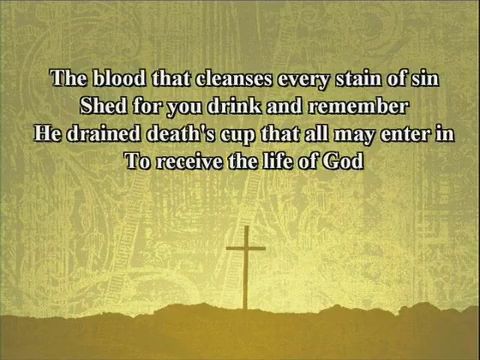 The blood that cleanses every stain of sin
Shed for you drink and remember
He drained death's cup that all may enter in
To receive the life of God